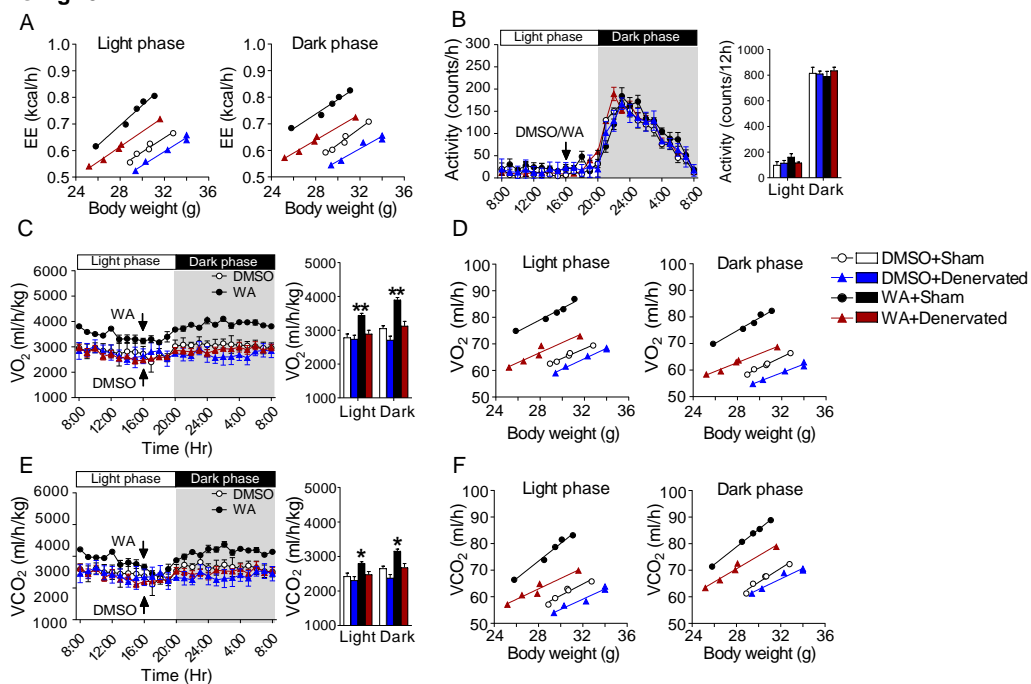 A
Light phase
Dark phase
EE (kcal/h)
1.0
0.9
0.8
0.7
0.6
0.5
24 28 32 36
Body weight (g)
EE (kcal/h)
1.0
0.9
0.8
0.7
0.6
0.5
24 28 32 36
Body weight (g)
B
Light phase Dark phase
Activity (counts/h)
300
250
200
150
100
50
0
DMSO/WA
8:00 12:00 16:00 20:00 24:00 4:00 8:00
Activity (counts/12h)
1000
800
600
400
200
0
Light Dark
C
Light phase Dark phase
VO2 (ml/h/kg)
6000
5000
4000
3000
2000
1000
DMSO
WA
WA
DMSO
8:00 12:00 16:00 20:00 24:00 4:00 8:00
Time (Hr)
VO2 (ml/h/kg)
5000
4000
3000
2000
1000
** **
Light Dark
D
Light phase
Dark phase
VO2 (ml/h)
100
90
80
70
60
50
24 28 32 36
Body weight (g)
VO2 (ml/h)
100
90
80
70
60
50
24 28 32 36
Body weight (g)
DMSO+Sham
DMSO+Denervated
WA+Sham
WA+Denervated
E
Light phase Dark phase
VCO2 (ml/h/kg)
6000
5000
4000
3000
2000
1000
DMSO
WA
WA
DMSO
8:00 12:00 16:00 20:00 24:00 4:00 8:00
Time (Hr)
VCO2 (ml/h/kg)
5000
4000
3000
2000
1000
* *
Light Dark
F
Light phase
Dark phase
VCO2 (ml/h)
100
90
80
70
60
50
24 28 32 36
Body weight (g)
VCO2 (ml/h)
100
90
80
70
60
50
24 28 32 36
Body weight (g)